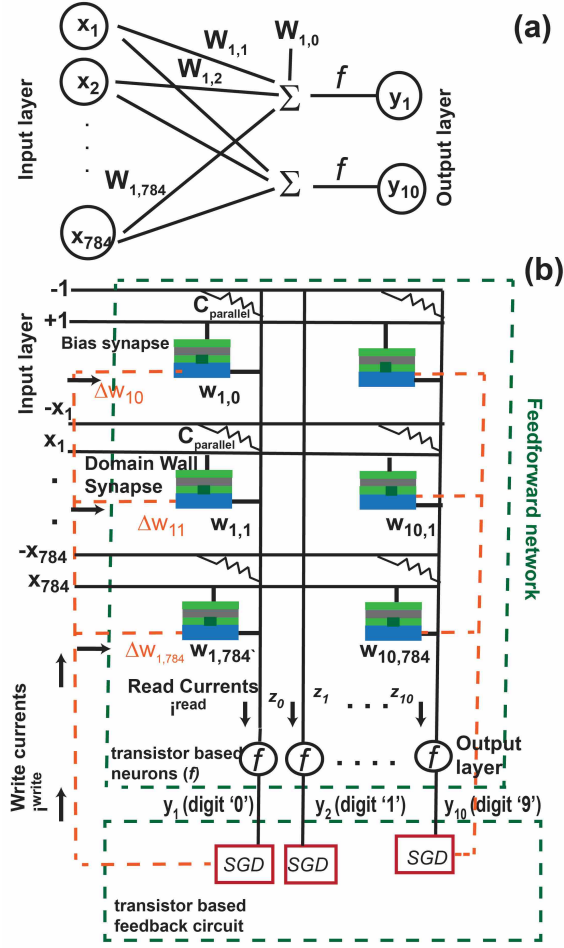 (a)
x1
W1,1
W1,0
x2
W1,2
Σ
f
y1
Input layer
Output layer
.
.
.
W1,784
Σ
f
y10
x784
(b)
-1
Cparallel
+1
Input layer
Bias synapse
Δw10
w1,0
-x1
x1
Cparallel
Domain Wall
Synapse
.
.
Δw11
w1,1
w10,1
Feedforward network
-x784
x784
Δw1,784
w1,784`
w10,784
Read Currents
iread
z0
z1
. . . .
z10
Write currents
iwrite
transistor based
neurons (f)
f
f
. . . . .
f
Output
layer
y1 (digit ‘0’)
y2 (digit ‘1’)
y10 (digit ‘9’)
SGD
SGD
SGD
transistor based
feedback circuit